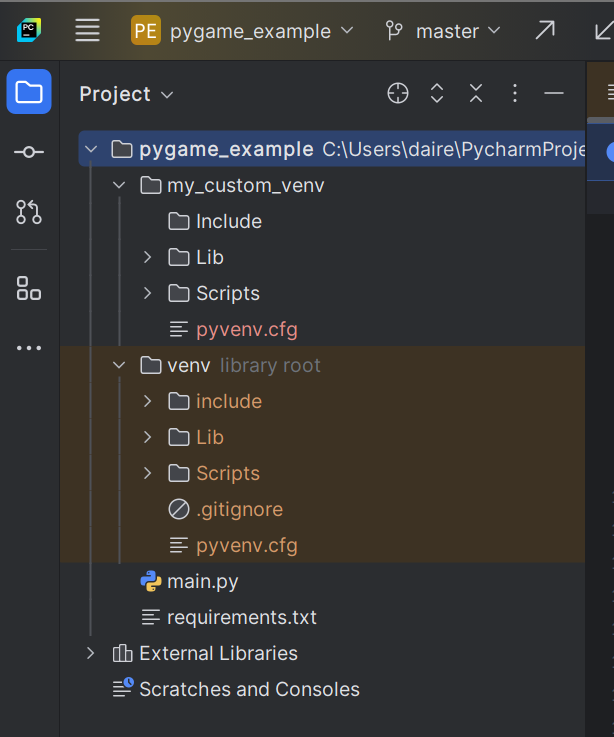 PC
PE pygame_example master
Project
pygame_example C:\Users\daire\PycharmProje
my_custom_venv
Include
Lib
Scripts
pyvenv.cfg
venv library root
include
Lib
Scripts
.gitignore
pyvenv.cfg
main.py
requirements.txt
External Libraries
Scratches and Consoles